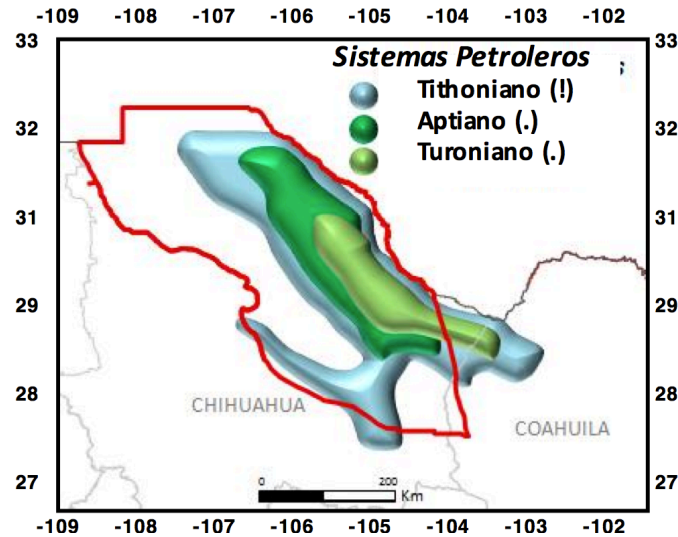 -109 -108 -107 -106 -105 -104 -103 -102
33 33
Sistemas Petroleros
Tithoniano (!)
32 Aptiano (.) 32
Turoniano (.)
31 31
30 30
29 29
28 28
CHIHUAHUA
COAHUILA
27 27
0 200
Km
-109 -108 -107 -106 -105 -104 -103 -102